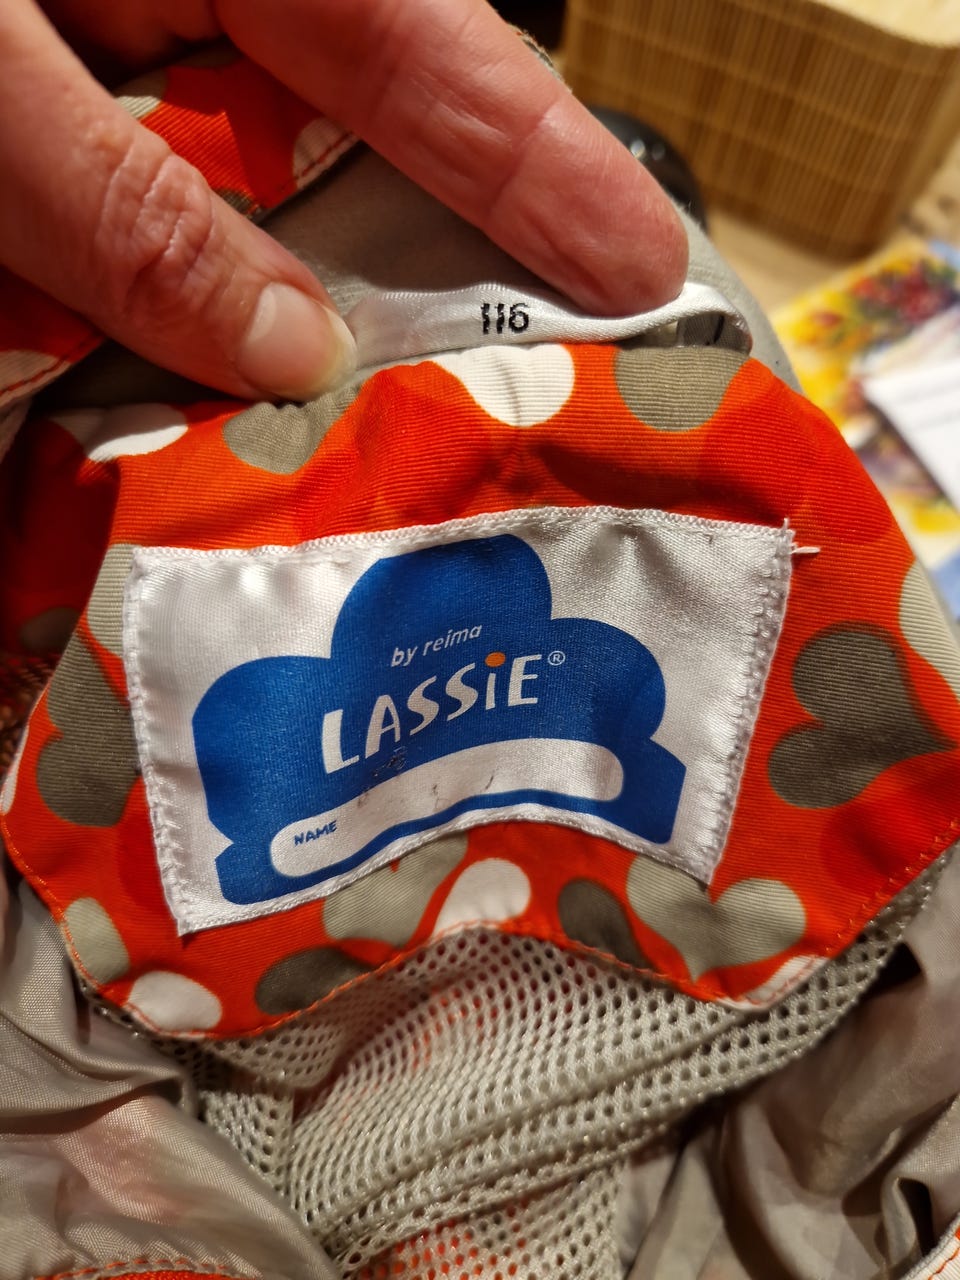 116
by reima
LASSiE®
NAME